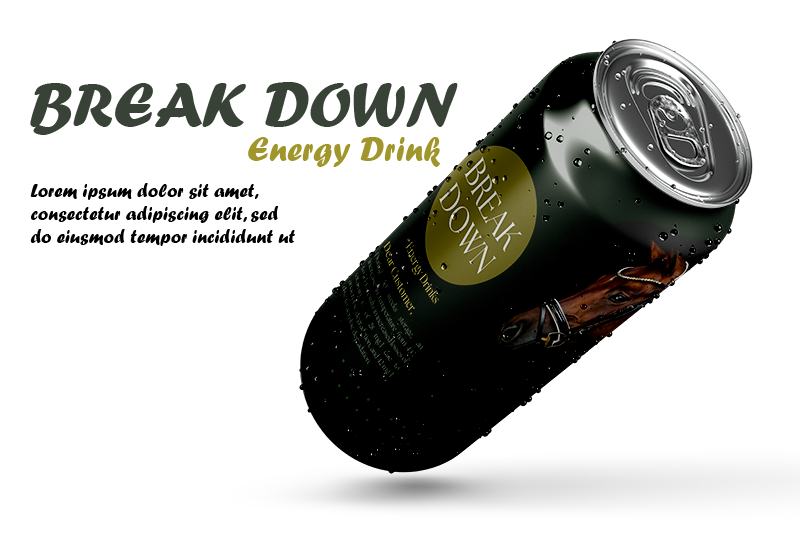 BREAK DOWN
Energy Drink
Lorem ipsum dolor sit amet,
consectetur adipiscing elit, sed
do eiusmod tempor incididunt ut
BREAK
DOWN
"Energy Drinks
Dear Customer,